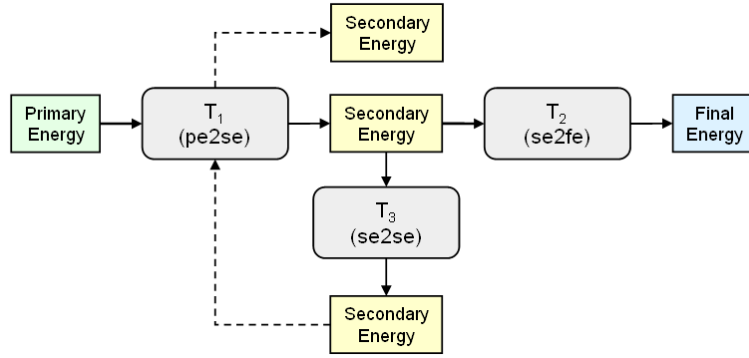 Secondary
Energy
Primary
Energy
T₁
(pe2se)
Secondary
Energy
T₂
(se2fe)
Final
Energy
T₃
(se2se)
Secondary
Energy